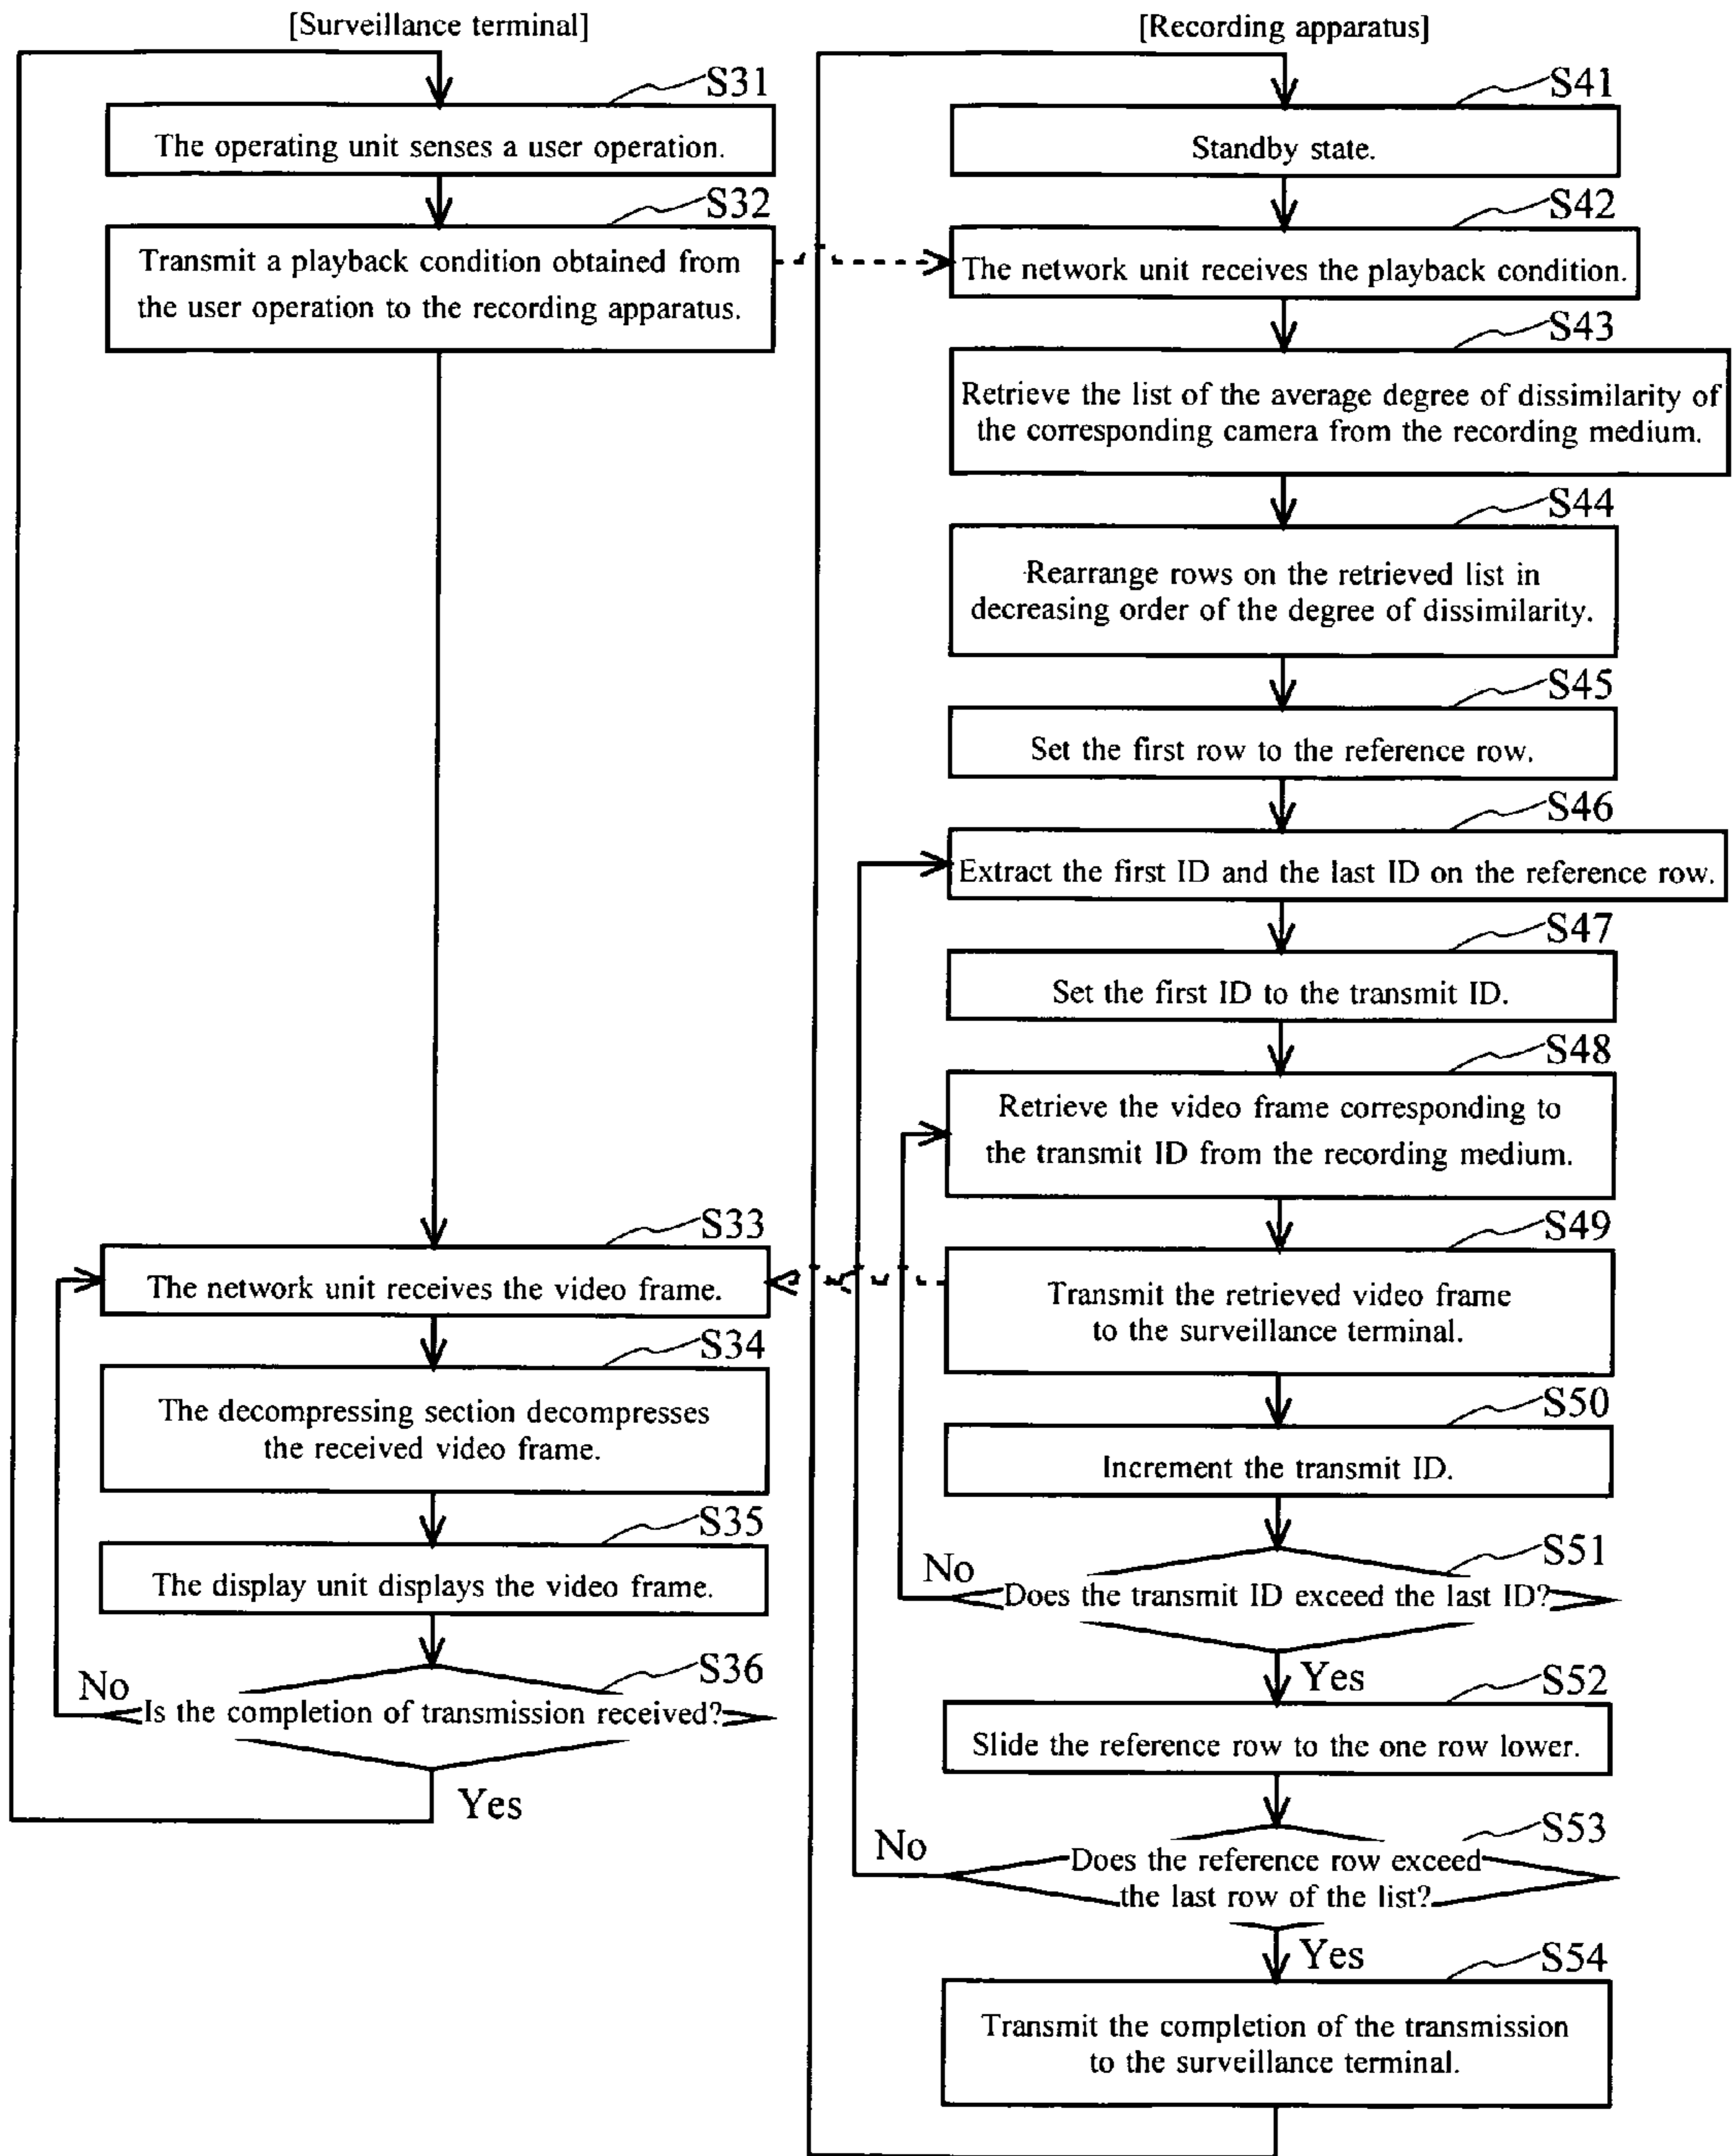 [Surveillance terminal]
S31
The operating unit senses a user operation.
S32
Transmit a playback condition obtained from
the user operation to the recording apparatus.
S33
The network unit receives the video frame.
S34
The decompressing section decompresses
the received video frame.
S35
The display unit displays the video frame.
S36
No
Is the completion of transmission received?
Yes
[Recording apparatus]
S41
Standby state.
S42
The network unit receives the playback condition.
S43
Retrieve the list of the average degree of dissimilarity of
the corresponding camera from the recording medium.
S44
Rearrange rows on the retrieved list in
decreasing order of the degree of dissimilarity.
S45
Set the first row to the reference row.
S46
Extract the first ID and the last ID on the reference row.
S47
Set the first ID to the transmit ID.
S48
Retrieve the video frame corresponding to
the transmit ID from the recording medium.
S49
Transmit the retrieved video frame
to the surveillance terminal.
S50
Increment the transmit ID.
S51
No
Does the transmit ID exceed the last ID?
Yes
S52
Slide the reference row to the one row lower.
S53
No
Does the reference row exceed
the last row of the list?
Yes
S54
Transmit the completion of the transmission
to the surveillance terminal.